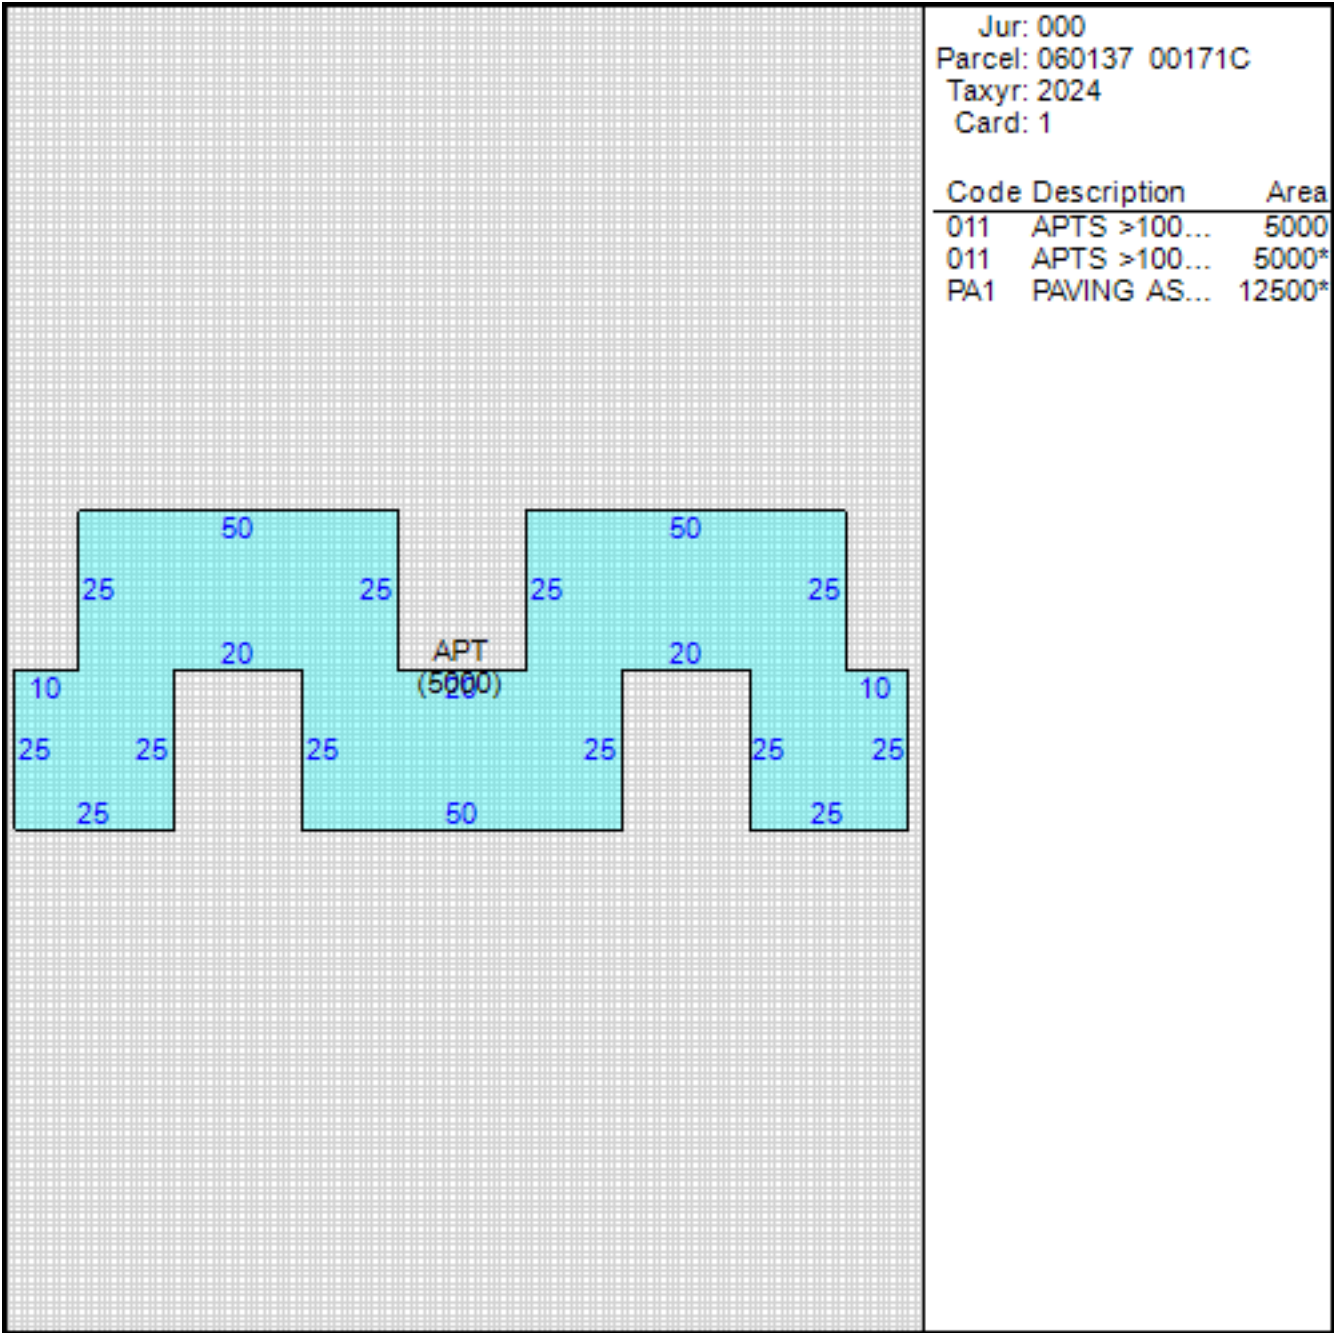 Jur: 000
Parcel: 060137 00171C
Taxyr: 2024
Card: 1
Code Description Area
011 APTS >100... 5000
011 APTS >100... 5000*
PA1 PAVING AS... 12500*
50 50
25 25 25 25
20 APT 20
10 (5000) 20 10
25 25 25 25 25 25
25 50 25